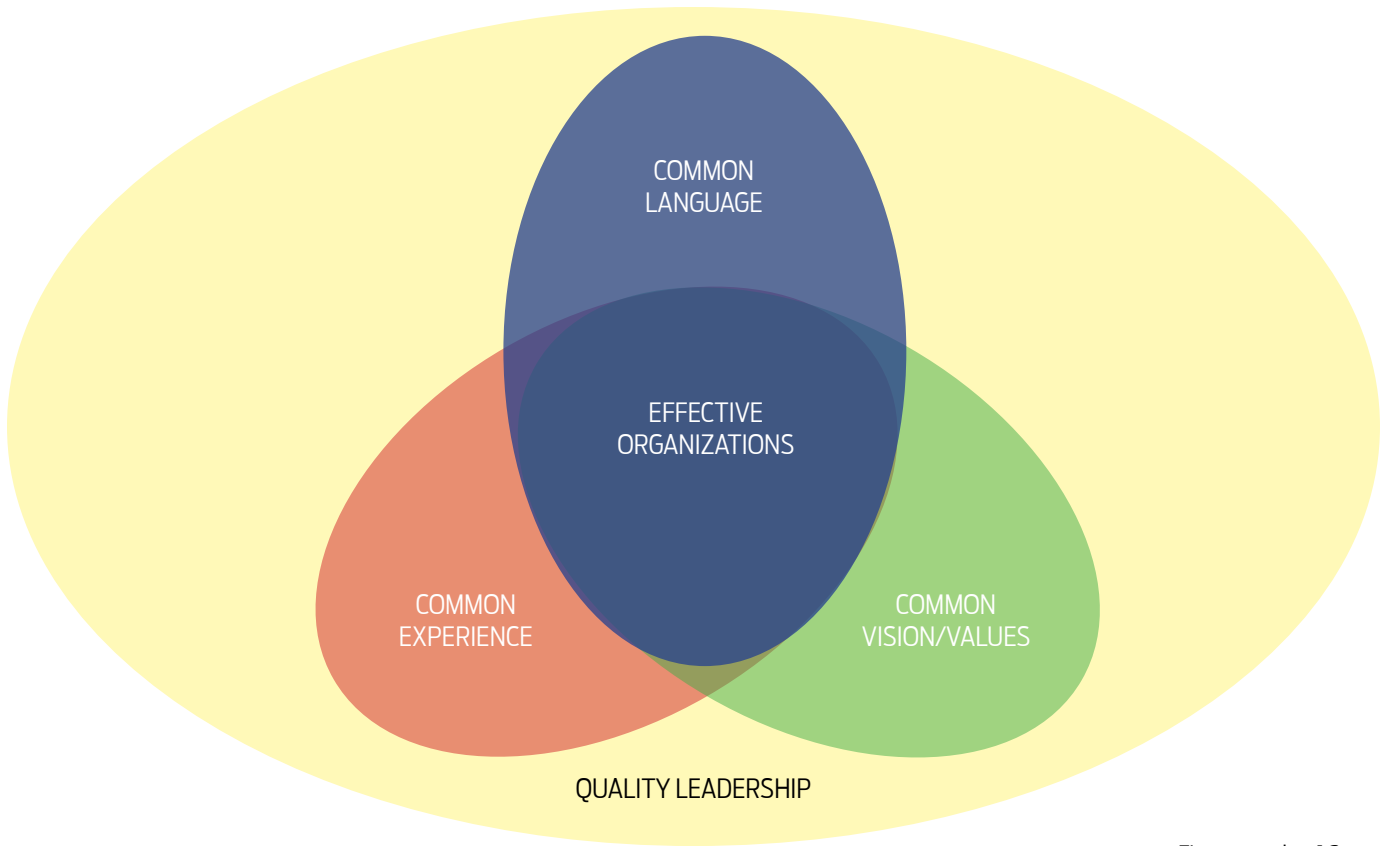 COMMON
LANGUAGE
EFFECTIVE
ORGANIZATIONS
COMMON
EXPERIENCE
COMMON
VISION/VALUES
QUALITY LEADERSHIP